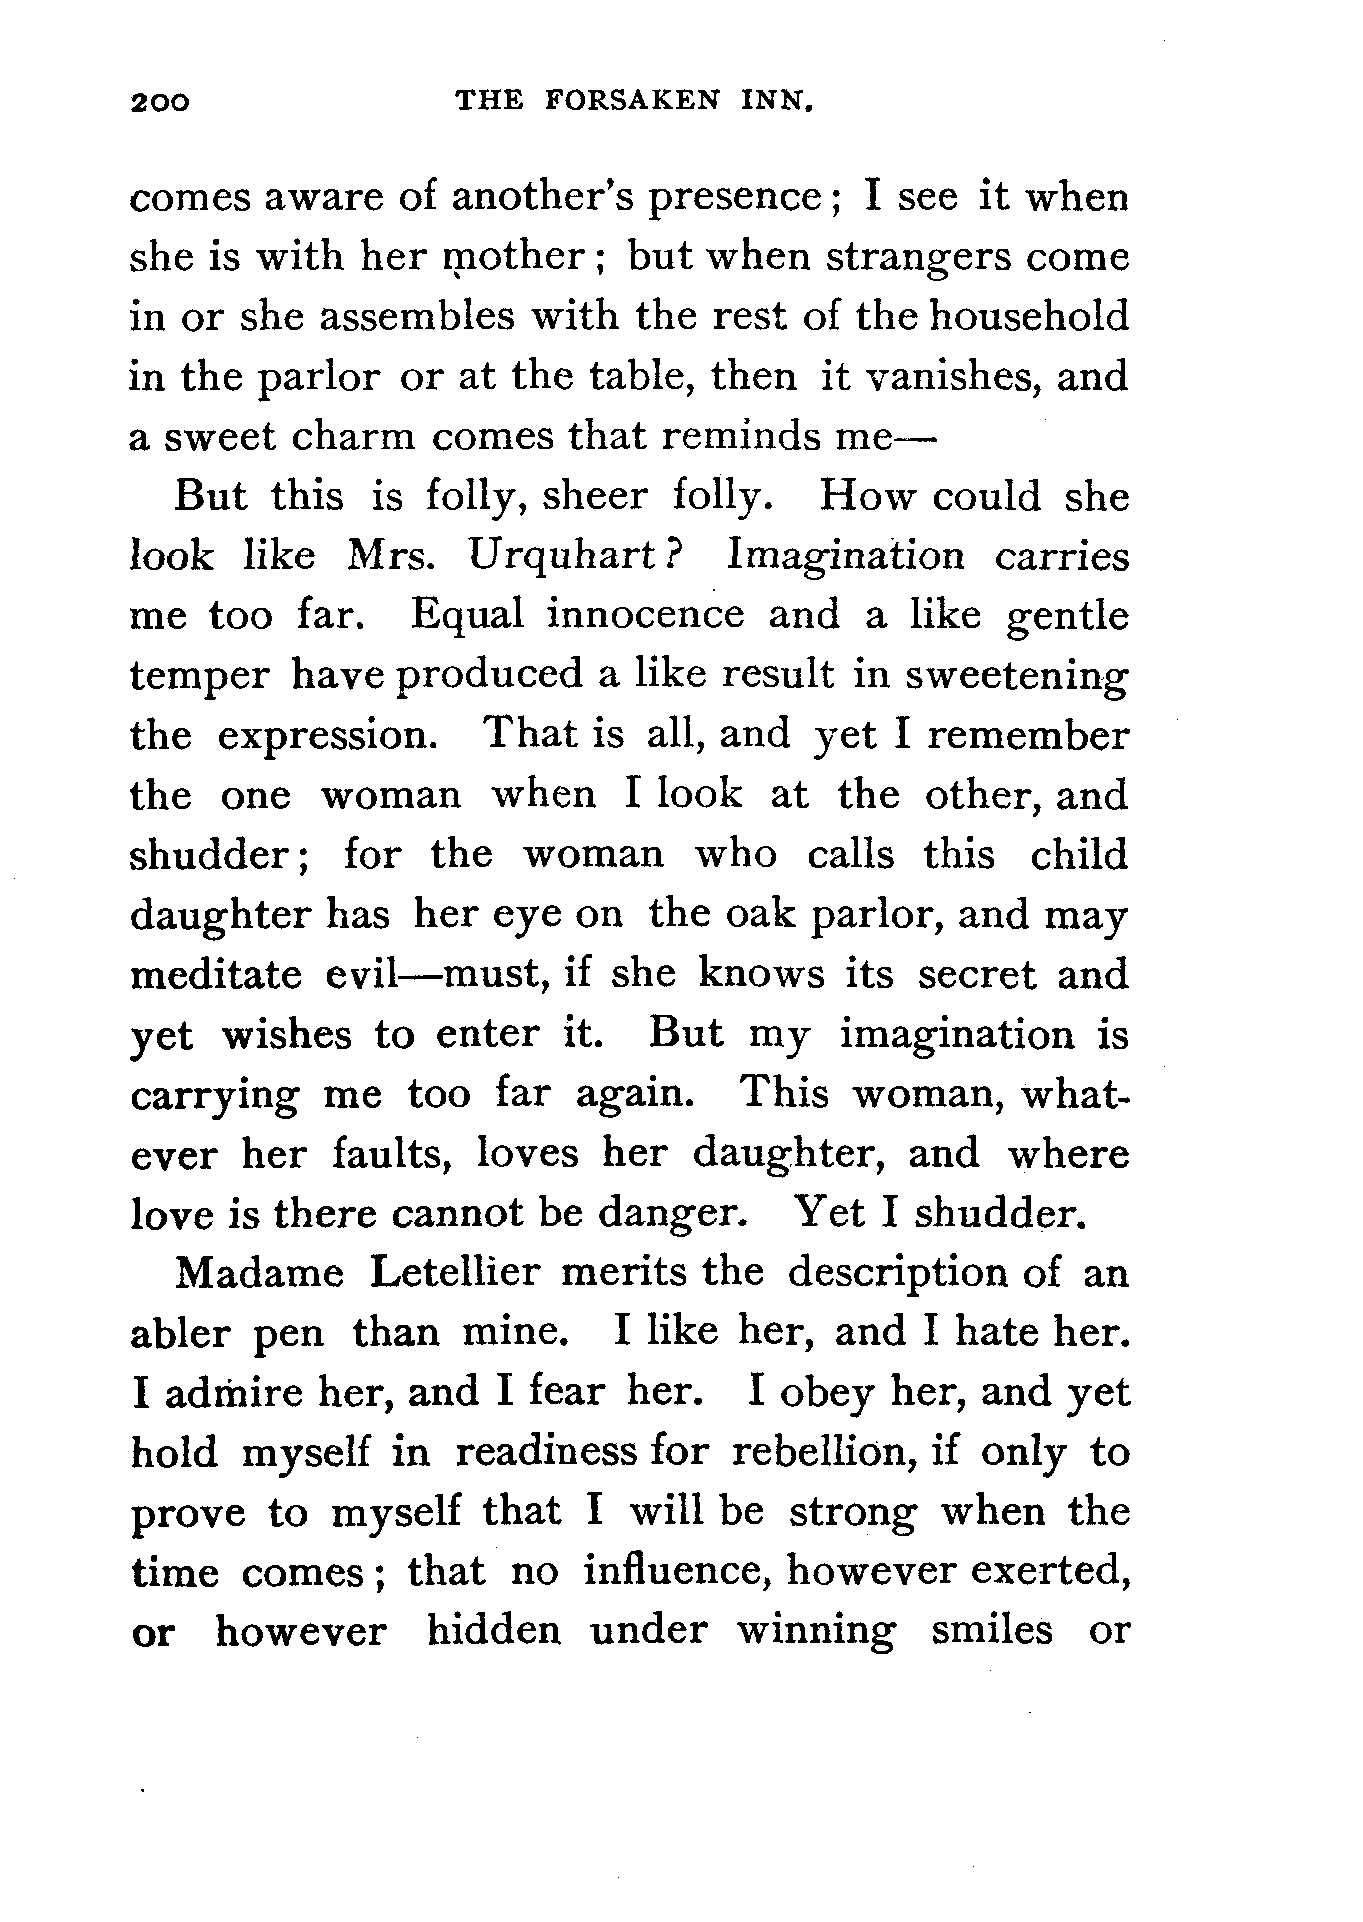 200 THE FORSAKEN INN.
comes aware of another's presence; I see it when
she is with her mother; but when strangers come
in or she assembles with the rest of the household
in the parlor or at the table, then it vanishes, and
a sweet charm comes that reminds me—
But this is folly, sheer folly. How could she
look like Mrs. Urquhart? Imagination carries
me too far. Equal innocence and a like gentle
temper have produced a like result in sweetening
the expression. That is all, and yet I remember
the one woman when I look at the other, and
shudder; for the woman who calls this child
daughter has her eye on the oak parlor, and may
meditate evil—must, if she knows its secret and
yet wishes to enter it. But my imagination is
carrying me too far again. This woman, what-
ever her faults, loves her daughter, and where
love is there cannot be danger. Yet I shudder.
Madame Letellier merits the description of an
abler pen than mine. I like her, and I hate her.
I admire her, and I fear her. I obey her, and yet
hold myself in readiness for rebellion, if only to
prove to myself that I will be strong when the
time comes; that no influence, however exerted,
or however hidden under winning smiles or